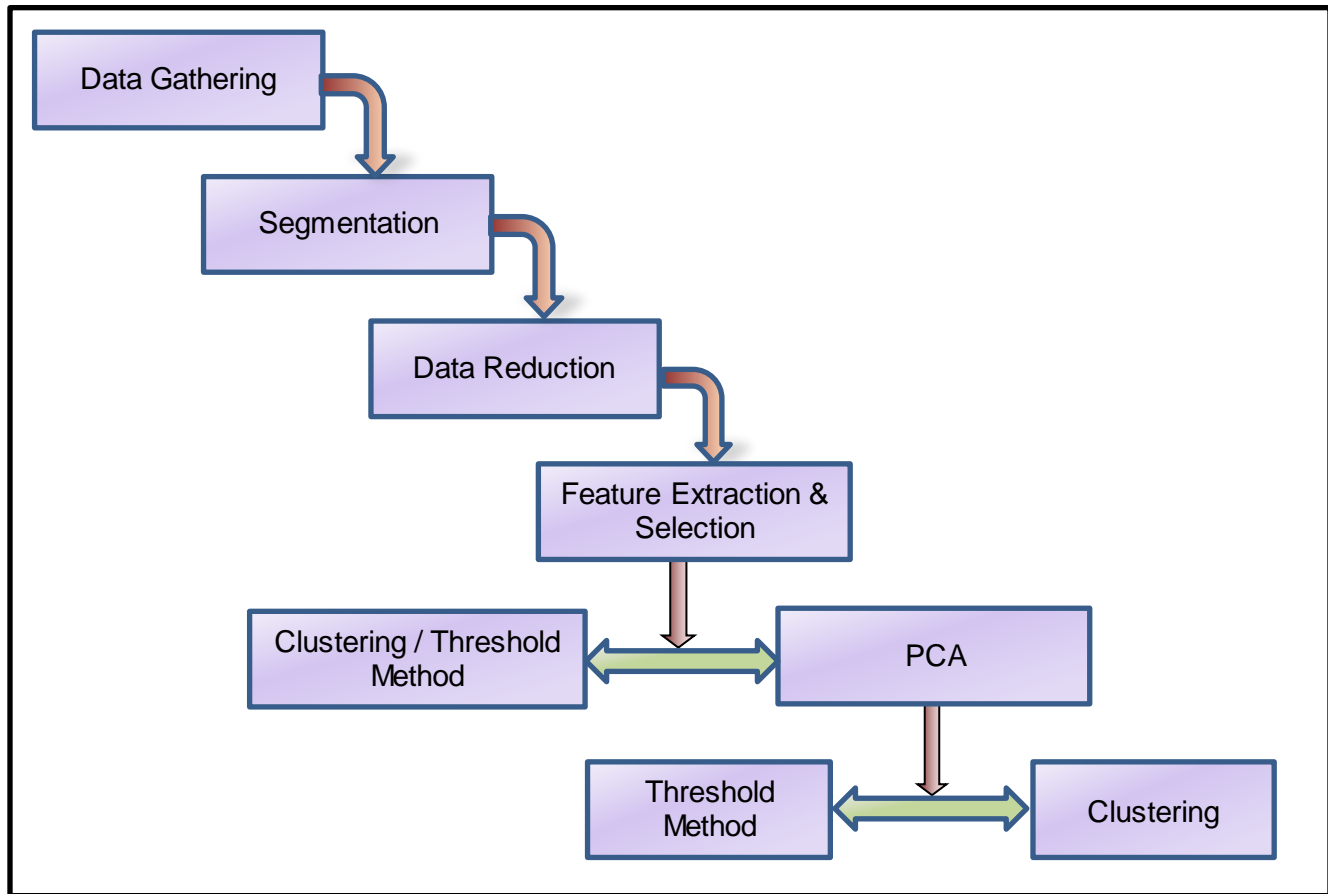 Data Gathering
Segmentation
Data Reduction
Feature Extraction &
Selection
Clustering / Threshold
Method
PCA
Threshold
Method
Clustering